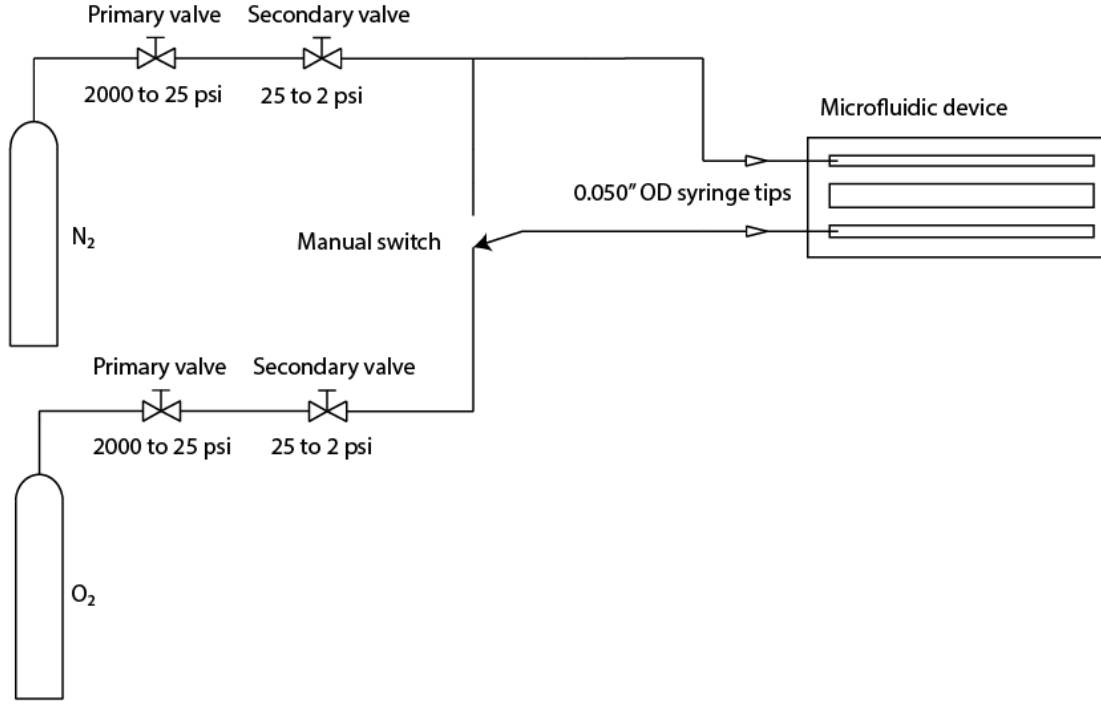 Primary valve
Secondary valve
2000 to 25 psi
25 to 2 psi
Microfluidic device
0.050″ OD syringe tips
N₂
Manual switch
Primary valve
Secondary valve
2000 to 25 psi
25 to 2 psi
O₂